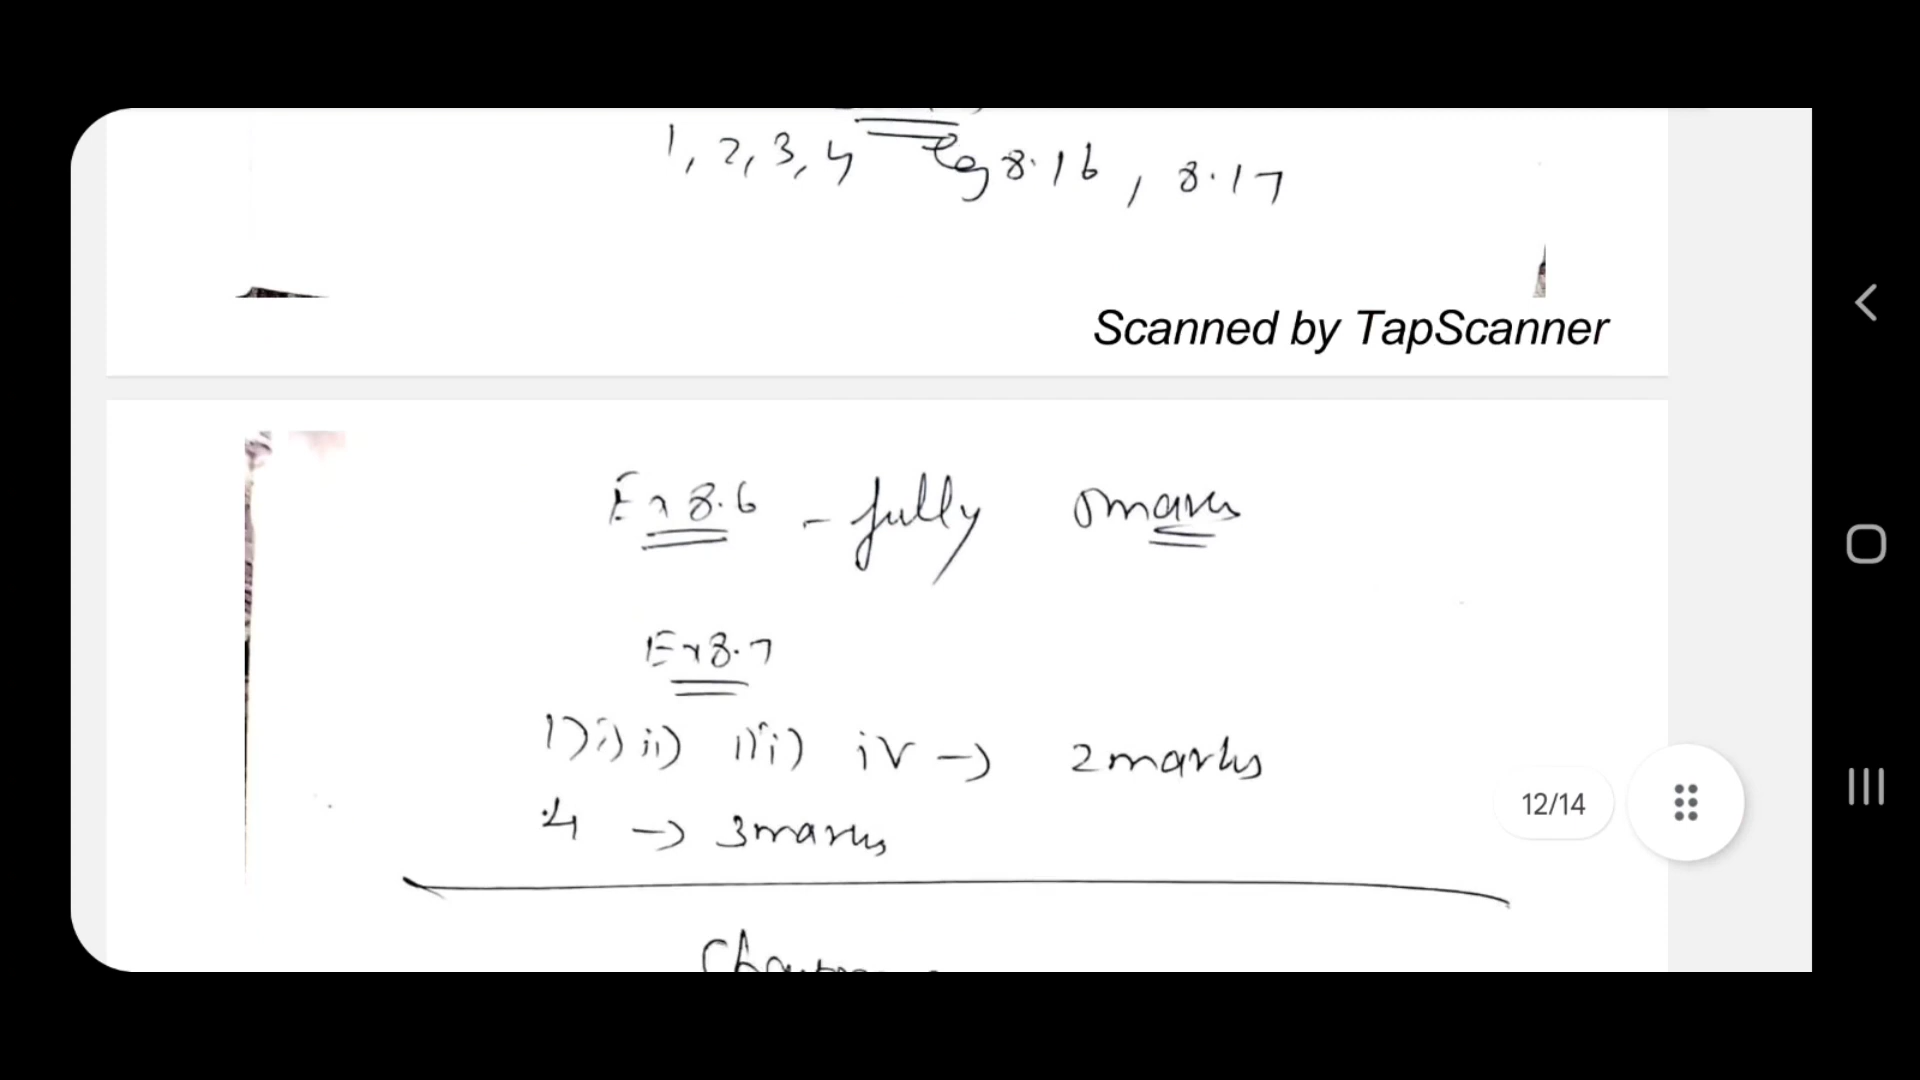 1, 2, 3, 4 eg 8.16, 8.17
Scanned by TapScanner
Ex 8.6 - fully 5marks
Ex 8.7
1) i) ii) iii) iv -> 2 marks
4 -> 3 marks
12/14